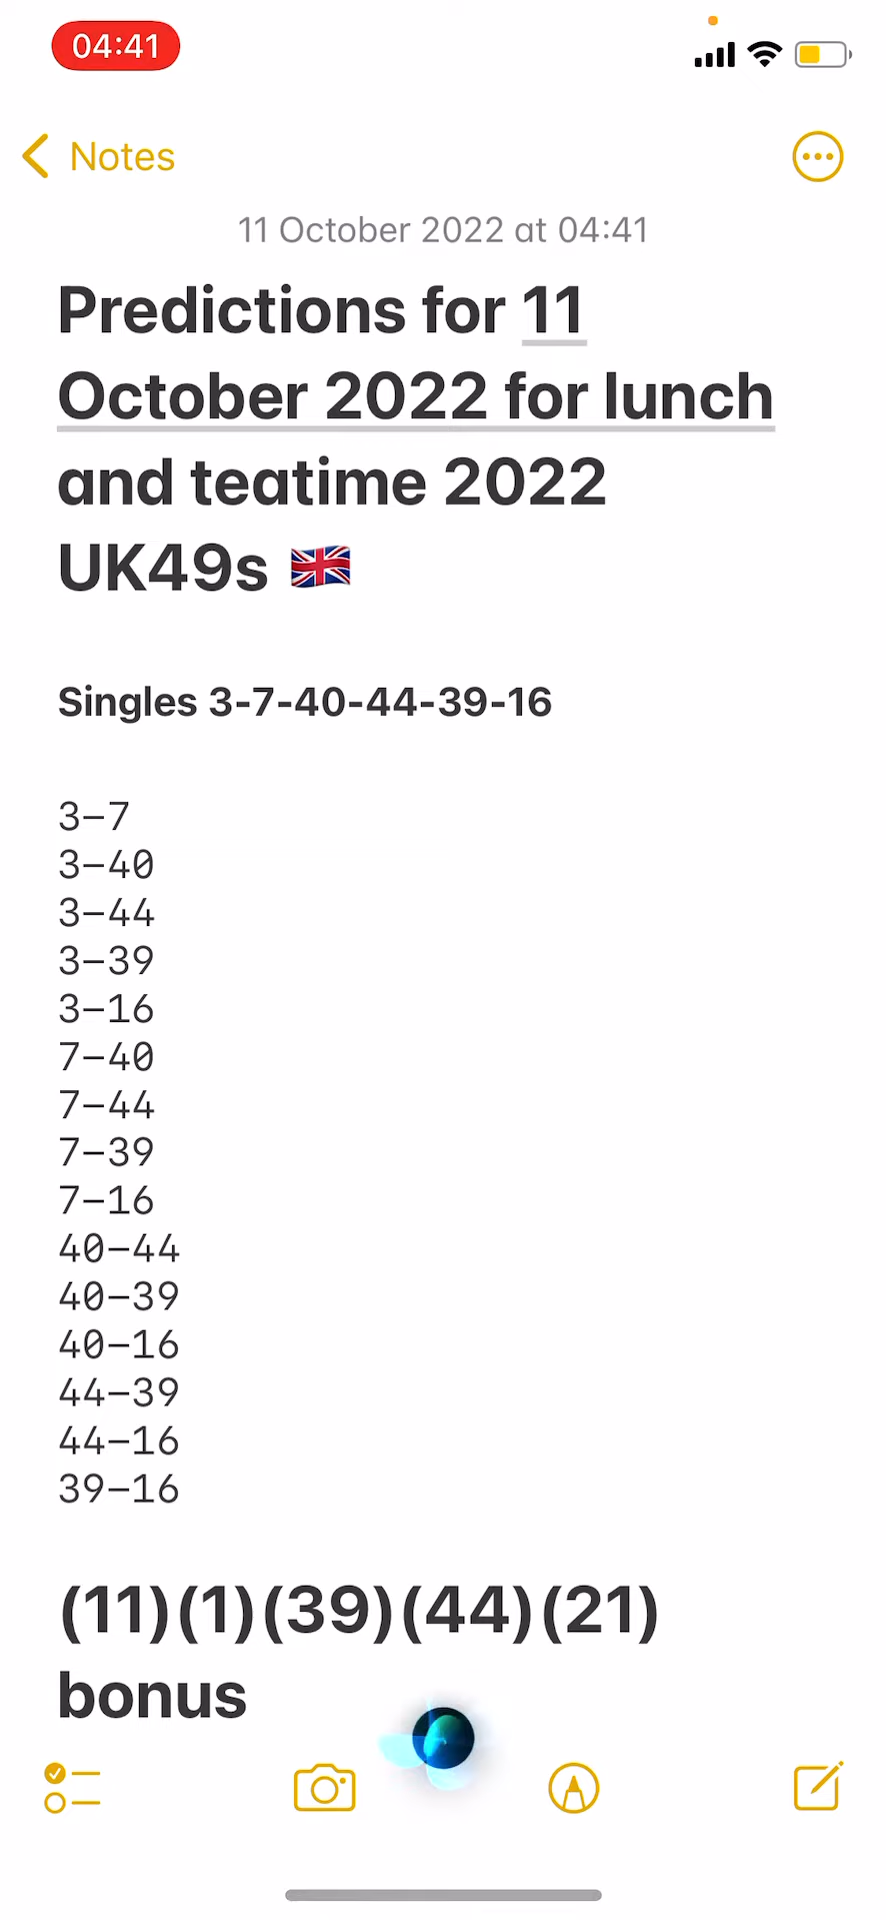 04:41
Notes
11 October 2022 at 04:41
Predictions for 11
October 2022 for lunch
and teatime 2022
UK49s 🇬🇧
Singles 3-7-40-44-39-16
3–7
3–40
3–44
3–39
3–16
7–40
7–44
7–39
7–16
40–44
40–39
40–16
44–39
44–16
39–16
(11)(1)(39)(44)(21)
bonus